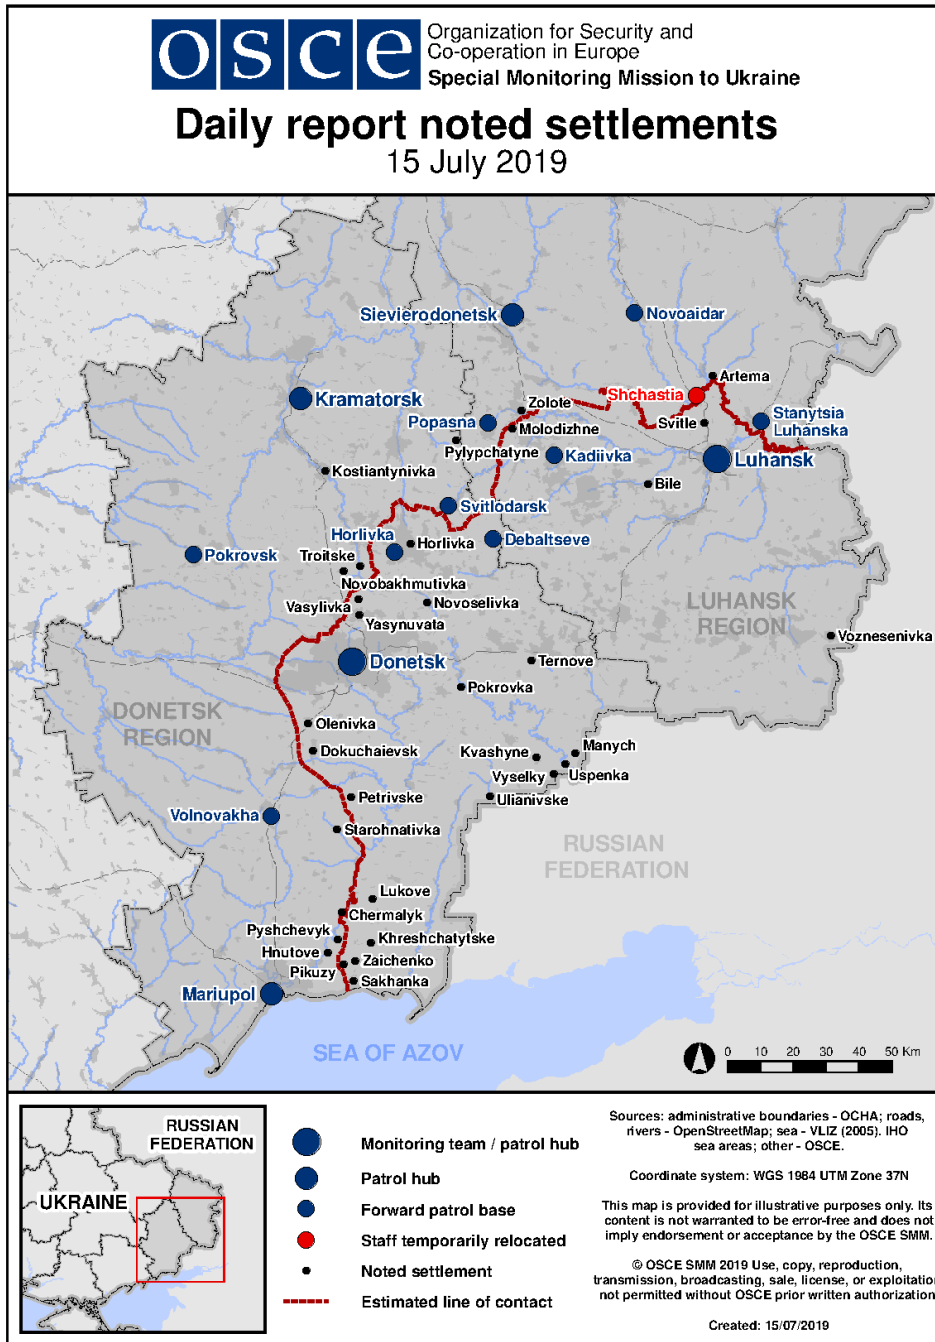 osce
Organization for Security and
Co-operation in Europe
Special Monitoring Mission to Ukraine
Daily report noted settlements
15 July 2019
Sievierodonetsk
Novoaidar
Artema
Shchastia
Kramatorsk
Zolote
Popasna
Stanytsia
Luhanska
Molodizhne
Svitle
Pylypchatyne
Kadiivka
Luhansk
Kostiantynivka
Bile
Svitlodarsk
Horlivka
Horlivka
Debaltseve
Pokrovsk
Troitske
Novobakhmutivka
Vasylivka
Novoselivka
LUHANSK
REGION
Yasynuvata
Voznesenivka
Donetsk
Ternove
Pokrovka
DONETSK
REGION
Olenivka
Dokuchaievsk
Kvashyne
Manych
Vyselky
Uspenka
Petrivske
Ulianivske
Volnovakha
Starohnativka
RUSSIAN
FEDERATION
Lukove
Chermalyk
Pyshchevyk
Khreshchatytske
Hnutove
Zaichenko
Pikuzy
Sakhanka
Mariupol
SEA OF AZOV
0 10 20 30 40 50 Km
RUSSIAN
FEDERATION
UKRAINE
Monitoring team / patrol hub
Patrol hub
Forward patrol base
Staff temporarily relocated
Noted settlement
Estimated line of contact
Sources: administrative boundaries - OCHA; roads,
rivers - OpenStreetMap; sea - VLIZ (2005). IHO
sea areas; other - OSCE.
Coordinate system: WGS 1984 UTM Zone 37N
This map is provided for illustrative purposes only. Its
content is not warranted to be error-free and does not
imply endorsement or acceptance by the OSCE SMM.
© OSCE SMM 2019 Use, copy, reproduction,
transmission, broadcasting, sale, license, or exploitation
not permitted without OSCE prior written authorization
Created: 15/07/2019